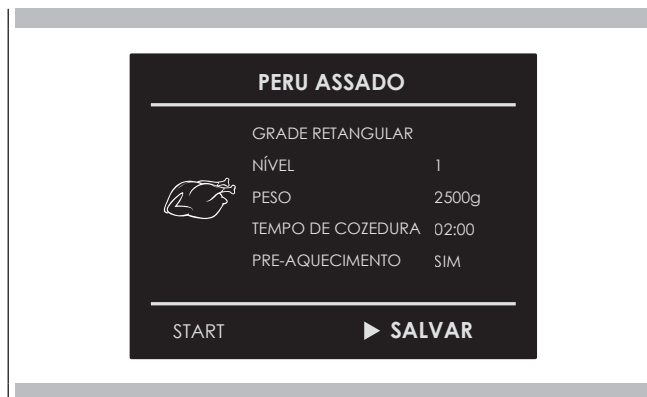 PERU ASSADO
GRADE RETANGULAR
NÍVEL 1
PESO 2500g
TEMPO DE COZEDURA 02:00
PRE-AQUECIMENTO SIM
START ▶ SALVAR